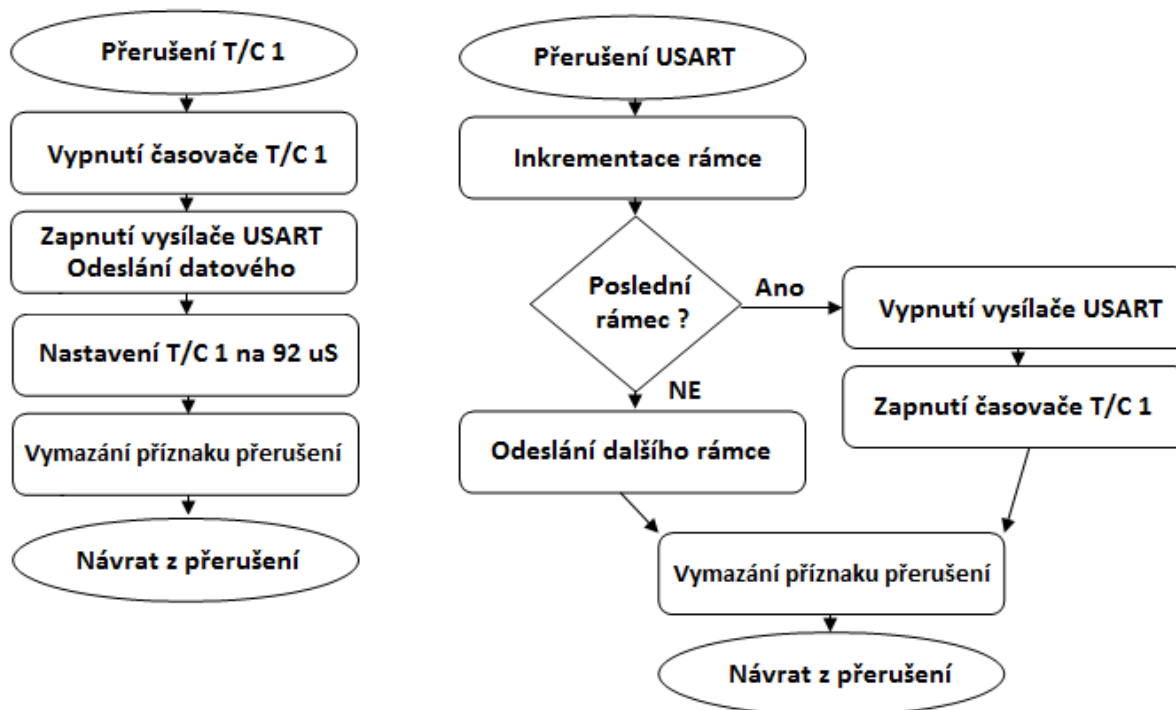 Přerušení T/C 1
Vypnutí časovače T/C 1
Zapnutí vysílače USART
Odeslání datového
Nastavení T/C 1 na 92 uS
Vymazání příznaku přerušení
Návrat z přerušení
Přerušení USART
Inkrementace rámce
Poslední
rámec ?
Ano
Vypnutí vysílače USART
Zapnutí časovače T/C 1
NE
Odeslání dalšího rámce
Vymazání příznaku přerušení
Návrat z přerušení